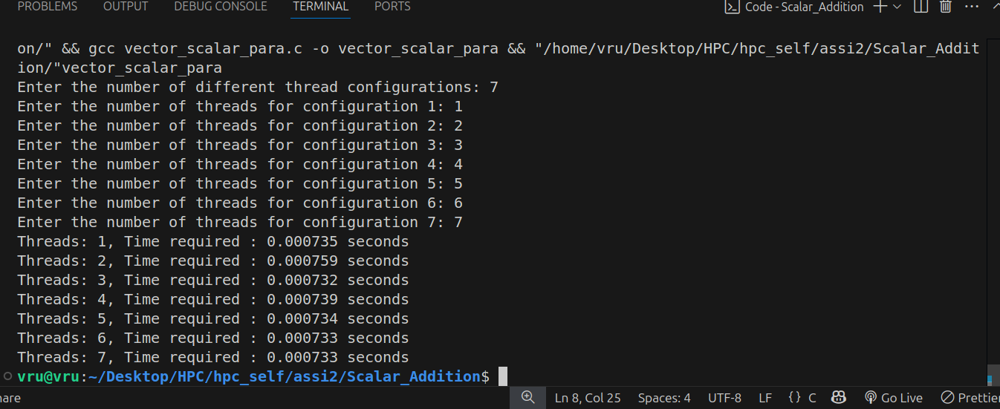 PROBLEMS OUTPUT DEBUG CONSOLE TERMINAL PORTS Code - Scalar_Addition
on/" && gcc vector_scalar_para.c -o vector_scalar_para && "/home/vru/Desktop/HPC/hpc_self/assi2/Scalar_Addit
ion/"vector_scalar_para
Enter the number of different thread configurations: 7
Enter the number of threads for configuration 1: 1
Enter the number of threads for configuration 2: 2
Enter the number of threads for configuration 3: 3
Enter the number of threads for configuration 4: 4
Enter the number of threads for configuration 5: 5
Enter the number of threads for configuration 6: 6
Enter the number of threads for configuration 7: 7
Threads: 1, Time required : 0.000735 seconds
Threads: 2, Time required : 0.000759 seconds
Threads: 3, Time required : 0.000732 seconds
Threads: 4, Time required : 0.000739 seconds
Threads: 5, Time required : 0.000734 seconds
Threads: 6, Time required : 0.000733 seconds
Threads: 7, Time required : 0.000733 seconds
vru@vru:~/Desktop/HPC/hpc_self/assi2/Scalar_Addition$
hare Ln 8, Col 25 Spaces: 4 UTF-8 LF {} C Go Live Prettier